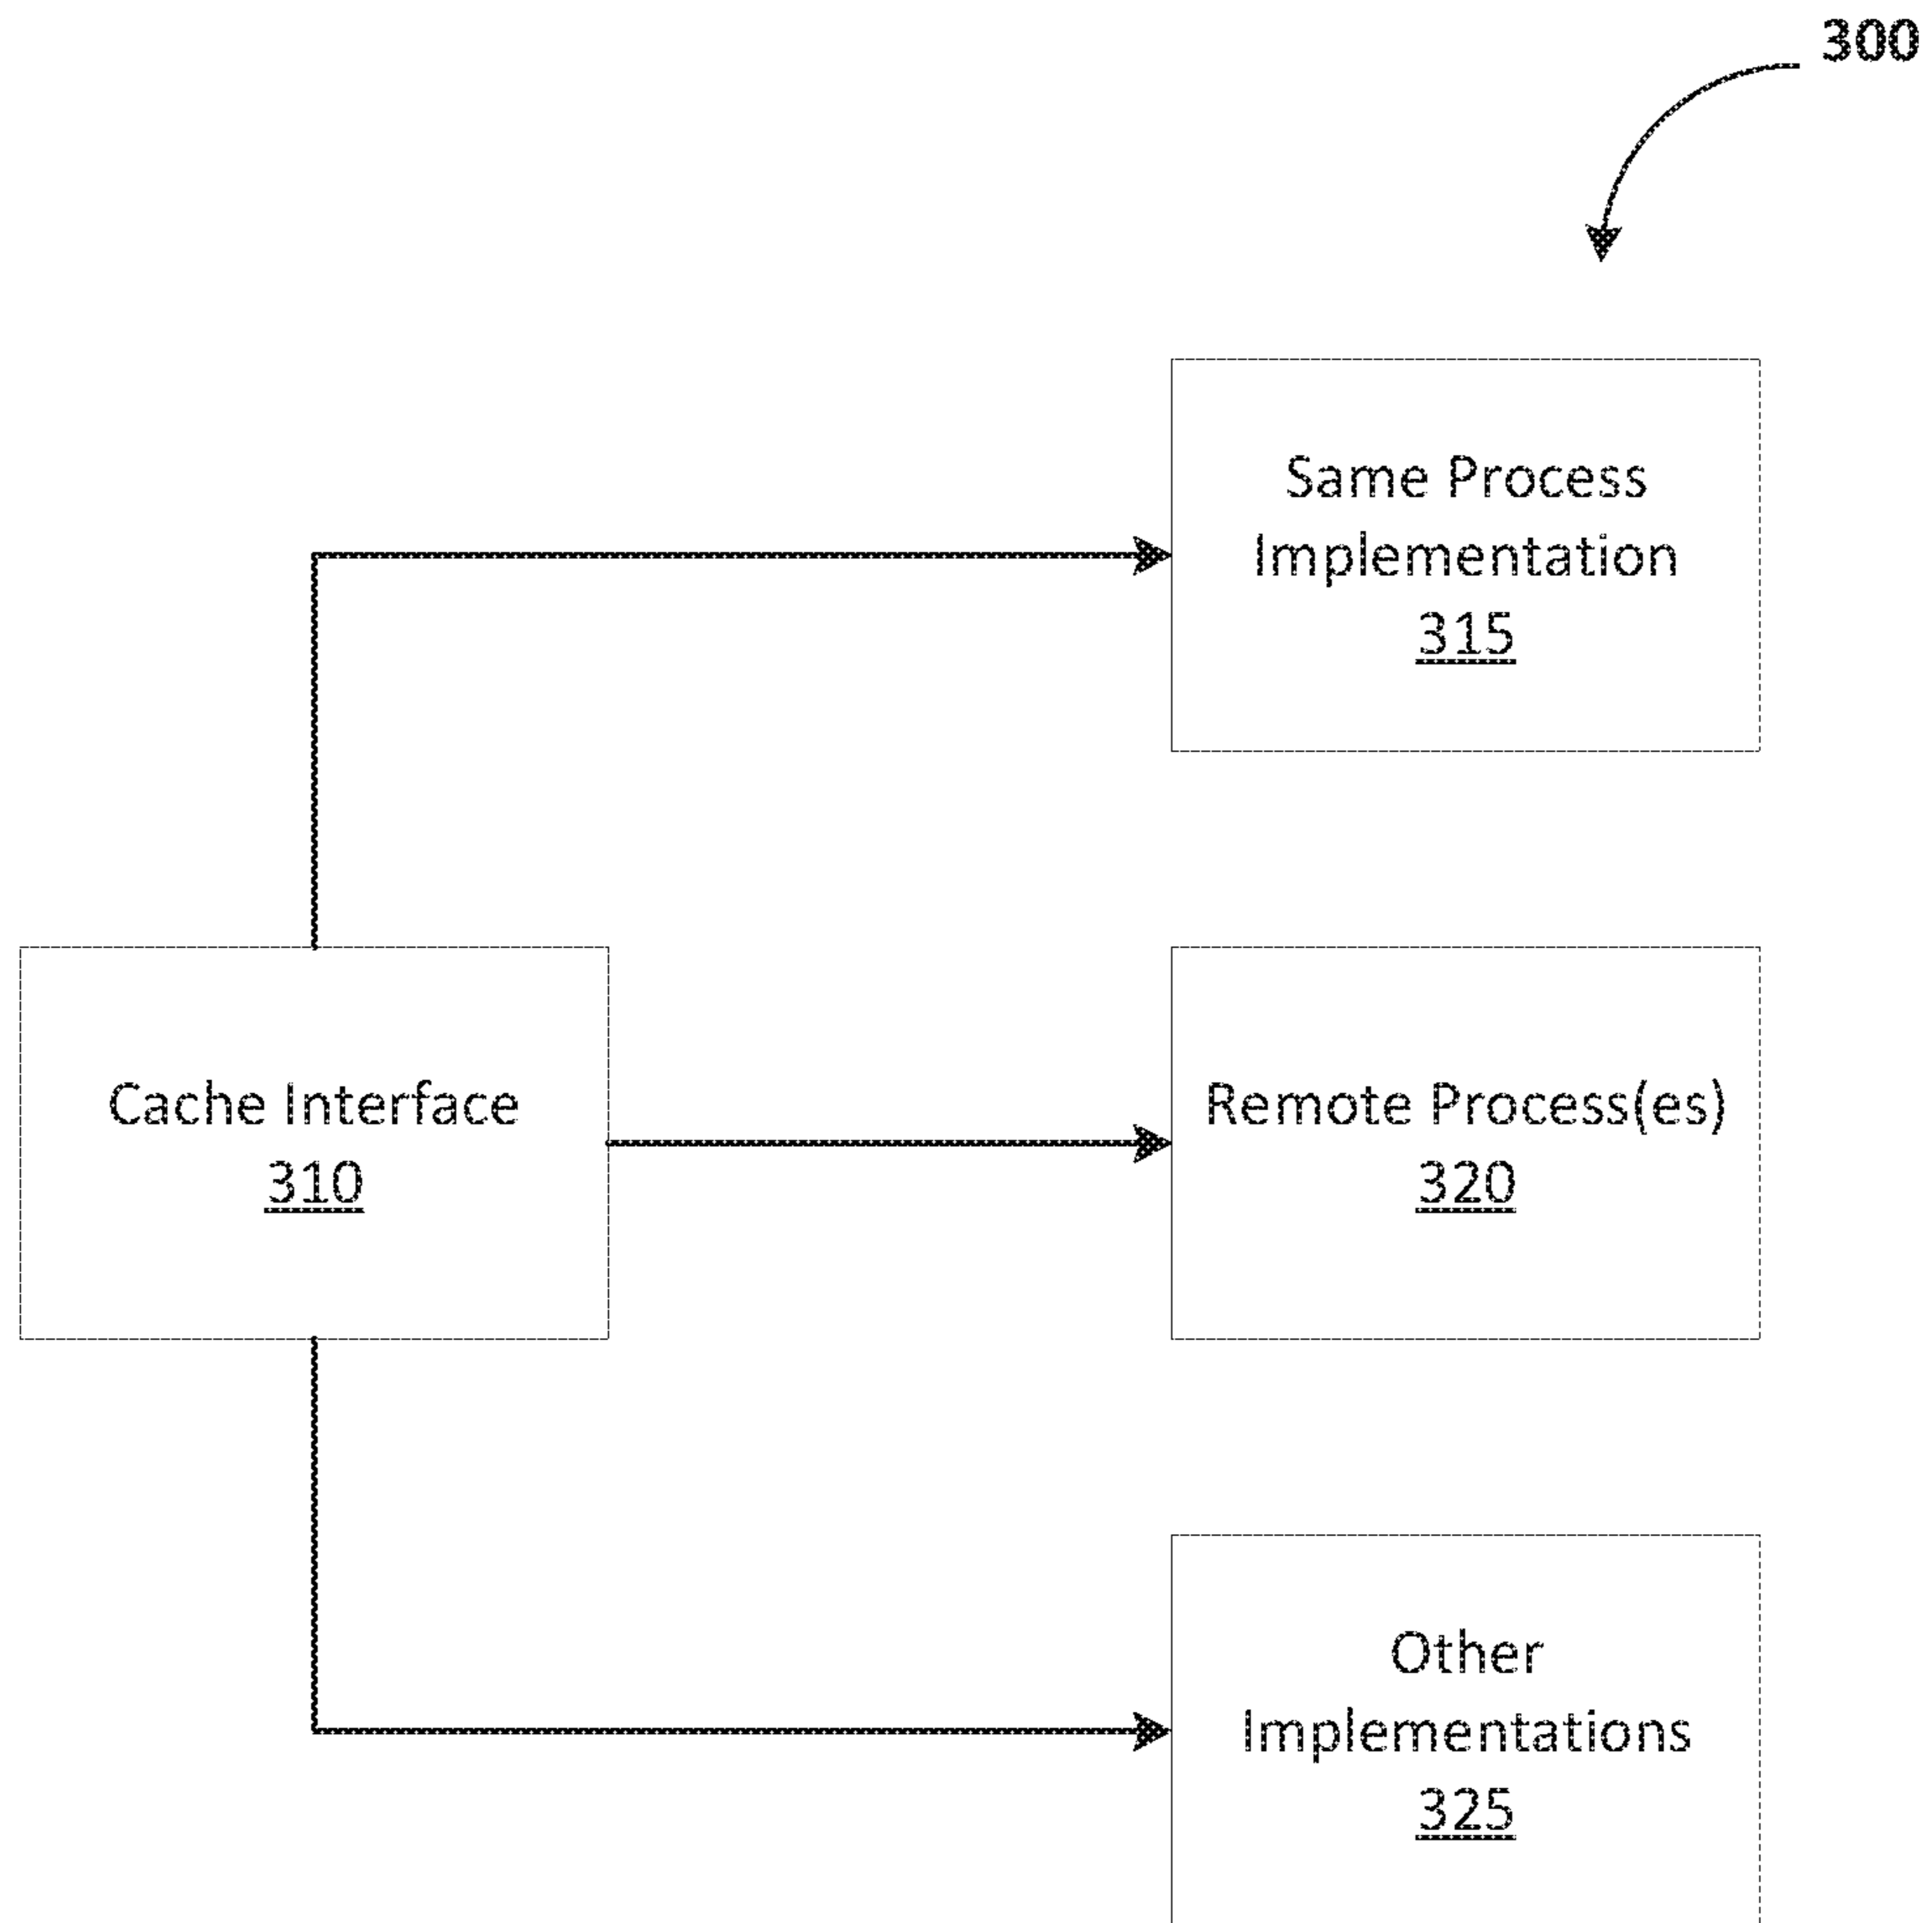 300
Same Process
Implementation
315
Cache Interface
310
Remote Process(es)
320
Other
Implementations
325